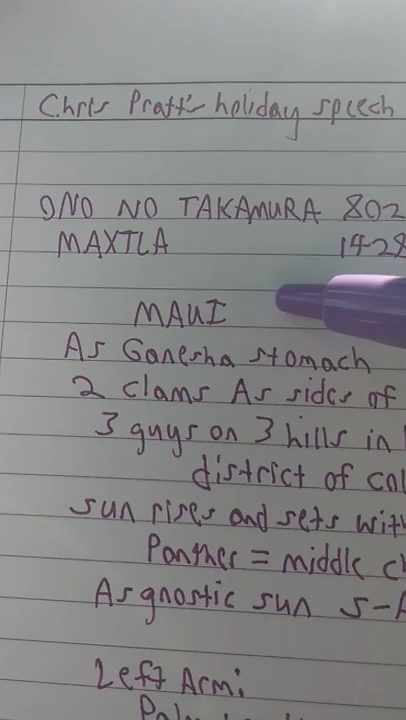 Chris Pratt's holiday speech
ONO NO TAKAMURA 802
MAXTLA 1428
MAUI
As Ganesha stomach
2 clans As sides of
3 guys on 3 hills in
district of
sun rises and sets with
Panther = middle
As gnostic sun 5-
Left Arm: